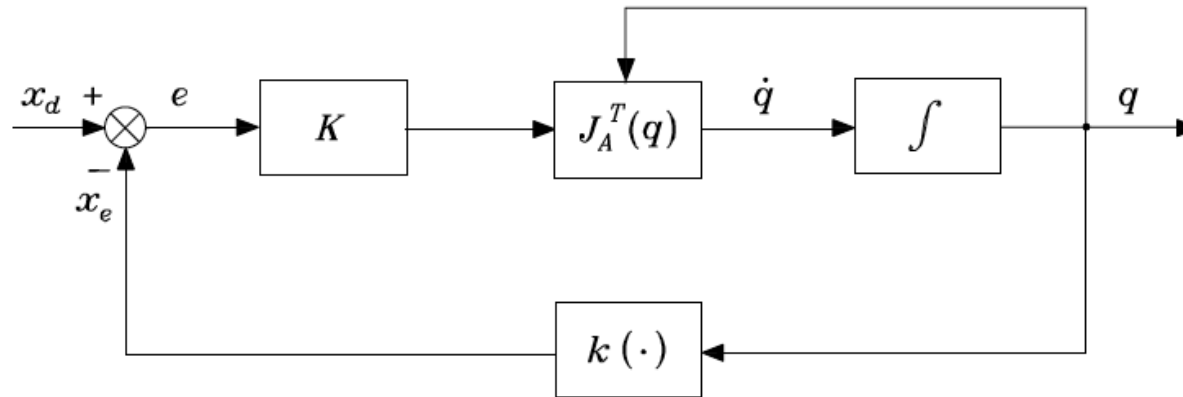 x_d + e K J_A^T(q) q̇ ∫ q
−
x_e
k(·)